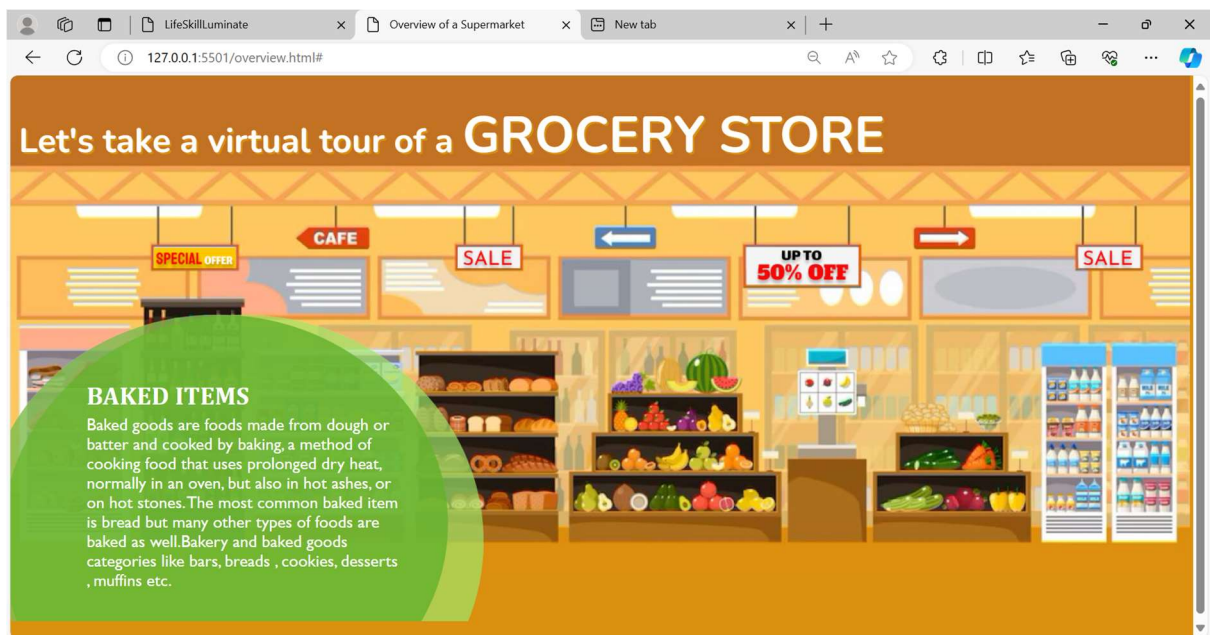 LifeSkillLuminate
Overview of a Supermarket
New tab
127.0.0.1:5501/overview.html#
Let's take a virtual tour of a GROCERY STORE
CAFE
SPECIAL OFFER
SALE
UP TO
50% OFF
SALE
BAKED ITEMS
Baked goods are foods made from dough or
batter and cooked by baking, a method of
cooking food that uses prolonged dry heat,
normally in an oven, but also in hot ashes, or
on hot stones.The most common baked item
is bread but many other types of foods are
baked as well.Bakery and baked goods
categories like bars, breads , cookies, desserts
, muffins etc.